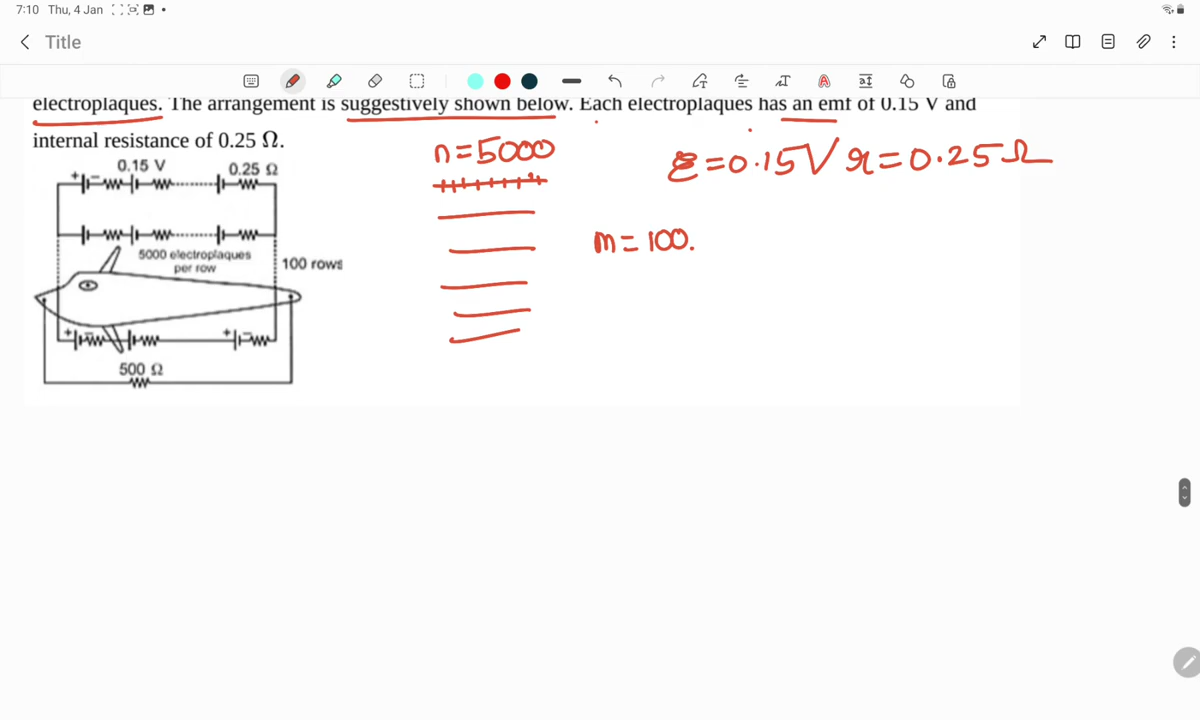 7:10 Thu, 4 Jan
Title
electroplaques. The arrangement is suggestively shown below. Each electroplaques has an emf of 0.15 V and
internal resistance of 0.25 Ω.
0.15 V
0.25 Ω
5000 electroplaques
per row
100 rows
500 Ω
n=5000
ε=0.15V r=0.25Ω
m=100.